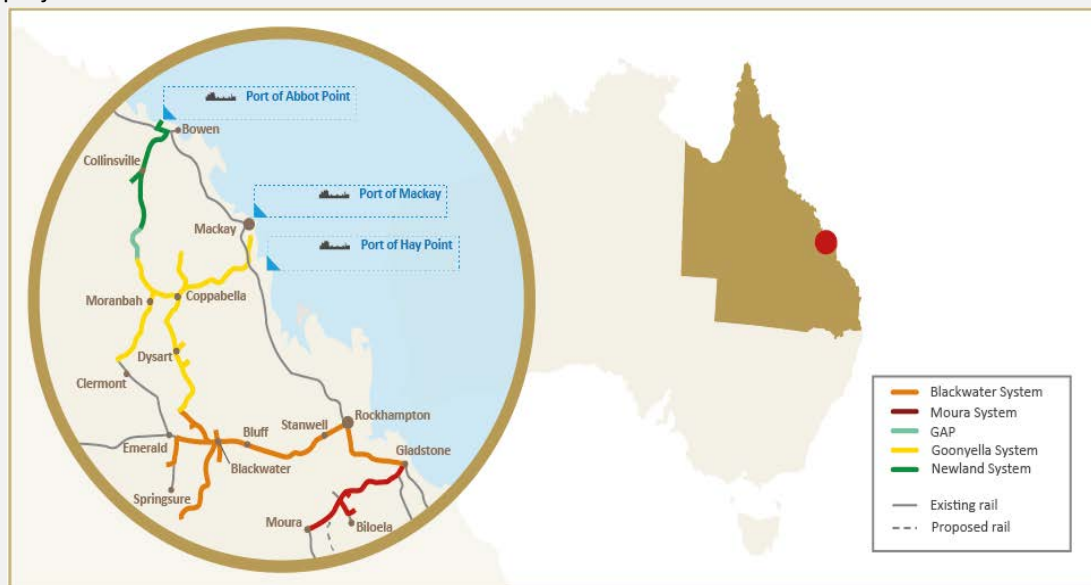 Port of Abbot Point
Bowen
Collinsville
Port of Mackay
Mackay
Port of Hay Point
Moranbah
Coppabella
Dysart
Clermont
Rockhampton
Stanwell
Bluff
Emerald
Blackwater
Gladstone
Springsure
Moura
Biloela
Blackwater System
Moura System
GAP
Goonyella System
Newland System
Existing rail
Proposed rail